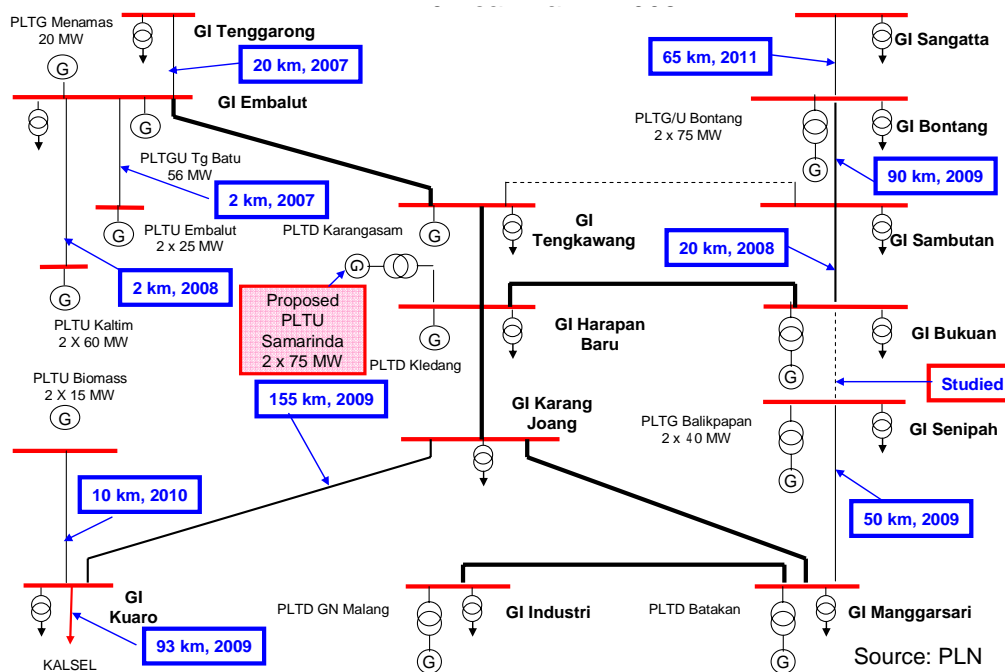 PLTG Menamas
20 MW
G
GI Tenggarong
20 km, 2007
65 km, 2011
GI Sangatta
GI Embalut
G
PLTG/U Bontang
2 x 75 MW
G
GI Bontang
PLTGU Tg Batu
56 MW
2 km, 2007
90 km, 2009
G
PLTU Embalut
2 x 25 MW
PLTD Karangasam
G
GI
Tengkawang
20 km, 2008
GI Sambutan
2 km, 2008
G
G
PLTU Kaltim
2 X 60 MW
Proposed
PLTU
Samarinda
2 x 75 MW
G
PLTD Kledang
GI Harapan
Baru
G
GI Bukuan
PLTU Biomass
2 X 15 MW
G
155 km, 2009
Studied
GI Karang
Joang
PLTG Balikpapan
2 x 40 MW
G
GI Senipah
10 km, 2010
50 km, 2009
GI
Kuaro
PLTD GN Malang
G
GI Industri
PLTD Batakan
G
GI Manggarsari
93 km, 2009
KALSEL
Source: PLN